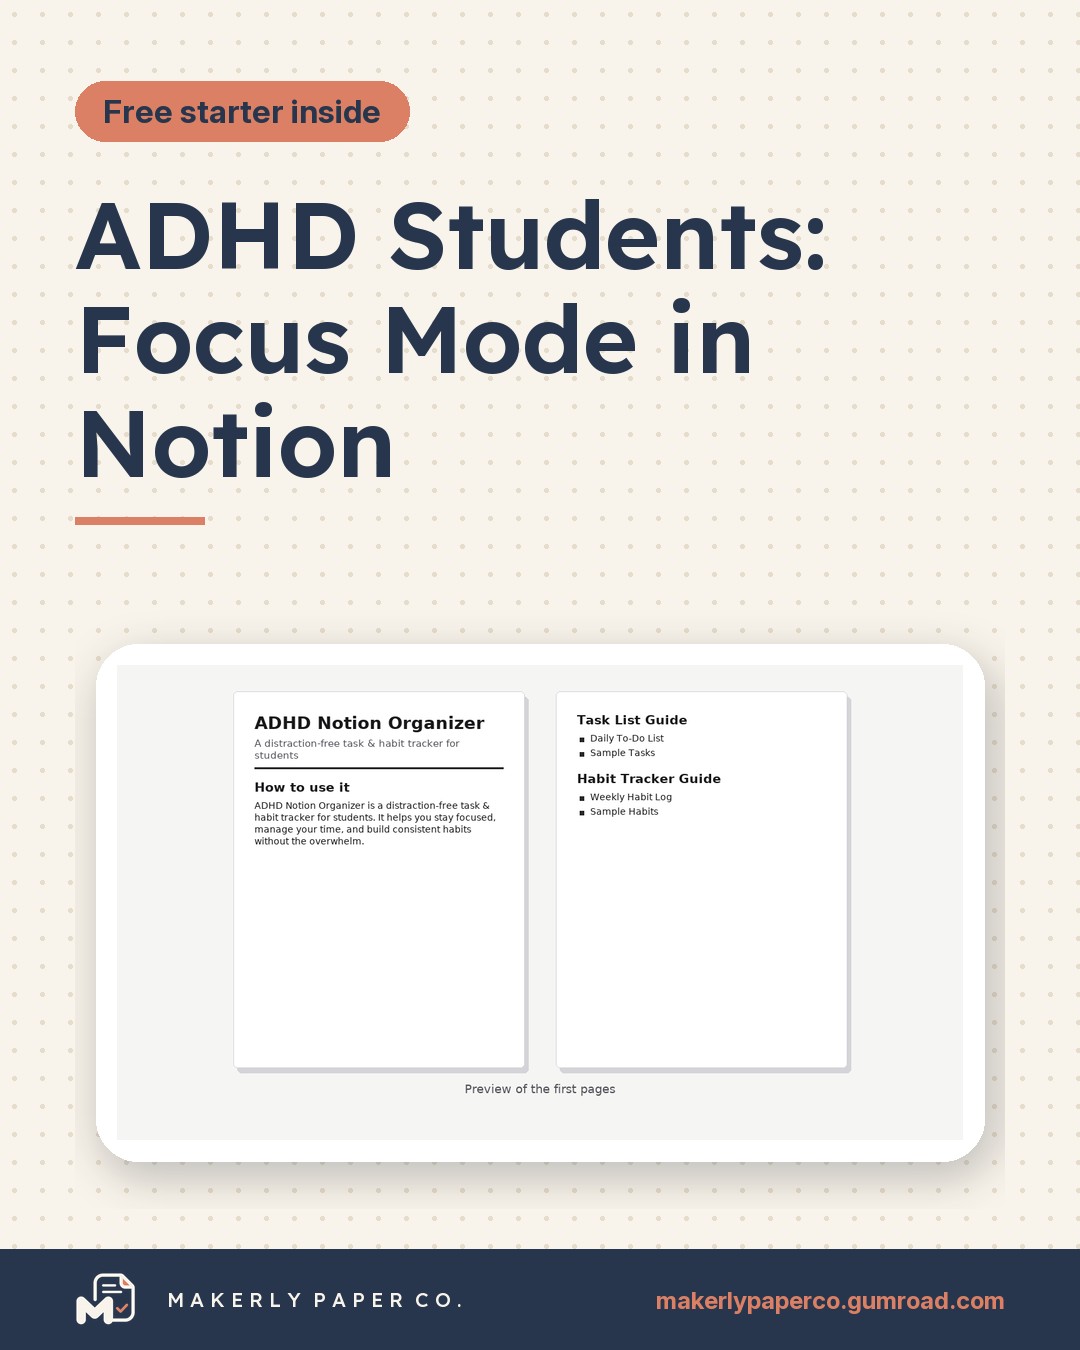 Free starter inside
ADHD Students:
Focus Mode in
Notion
ADHD Notion Organizer
A distraction-free task & habit tracker for
students
How to use it
ADHD Notion Organizer is a distraction-free task &
habit tracker for students. It helps you stay focused,
manage your time, and build consistent habits
without the overwhelm.
Task List Guide
▪ Daily To-Do List
▪ Sample Tasks
Habit Tracker Guide
▪ Weekly Habit Log
▪ Sample Habits
Preview of the first pages
MAKERLY PAPER CO.
makerlypaperco.gumroad.com